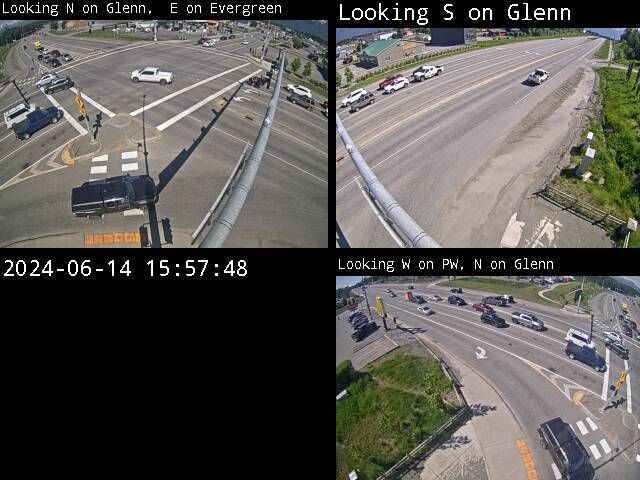 Looking N on Glenn,  E on Evergreen
Looking S on Glenn
2024-06-14 15:57:48
Looking W on PW, N on Glenn